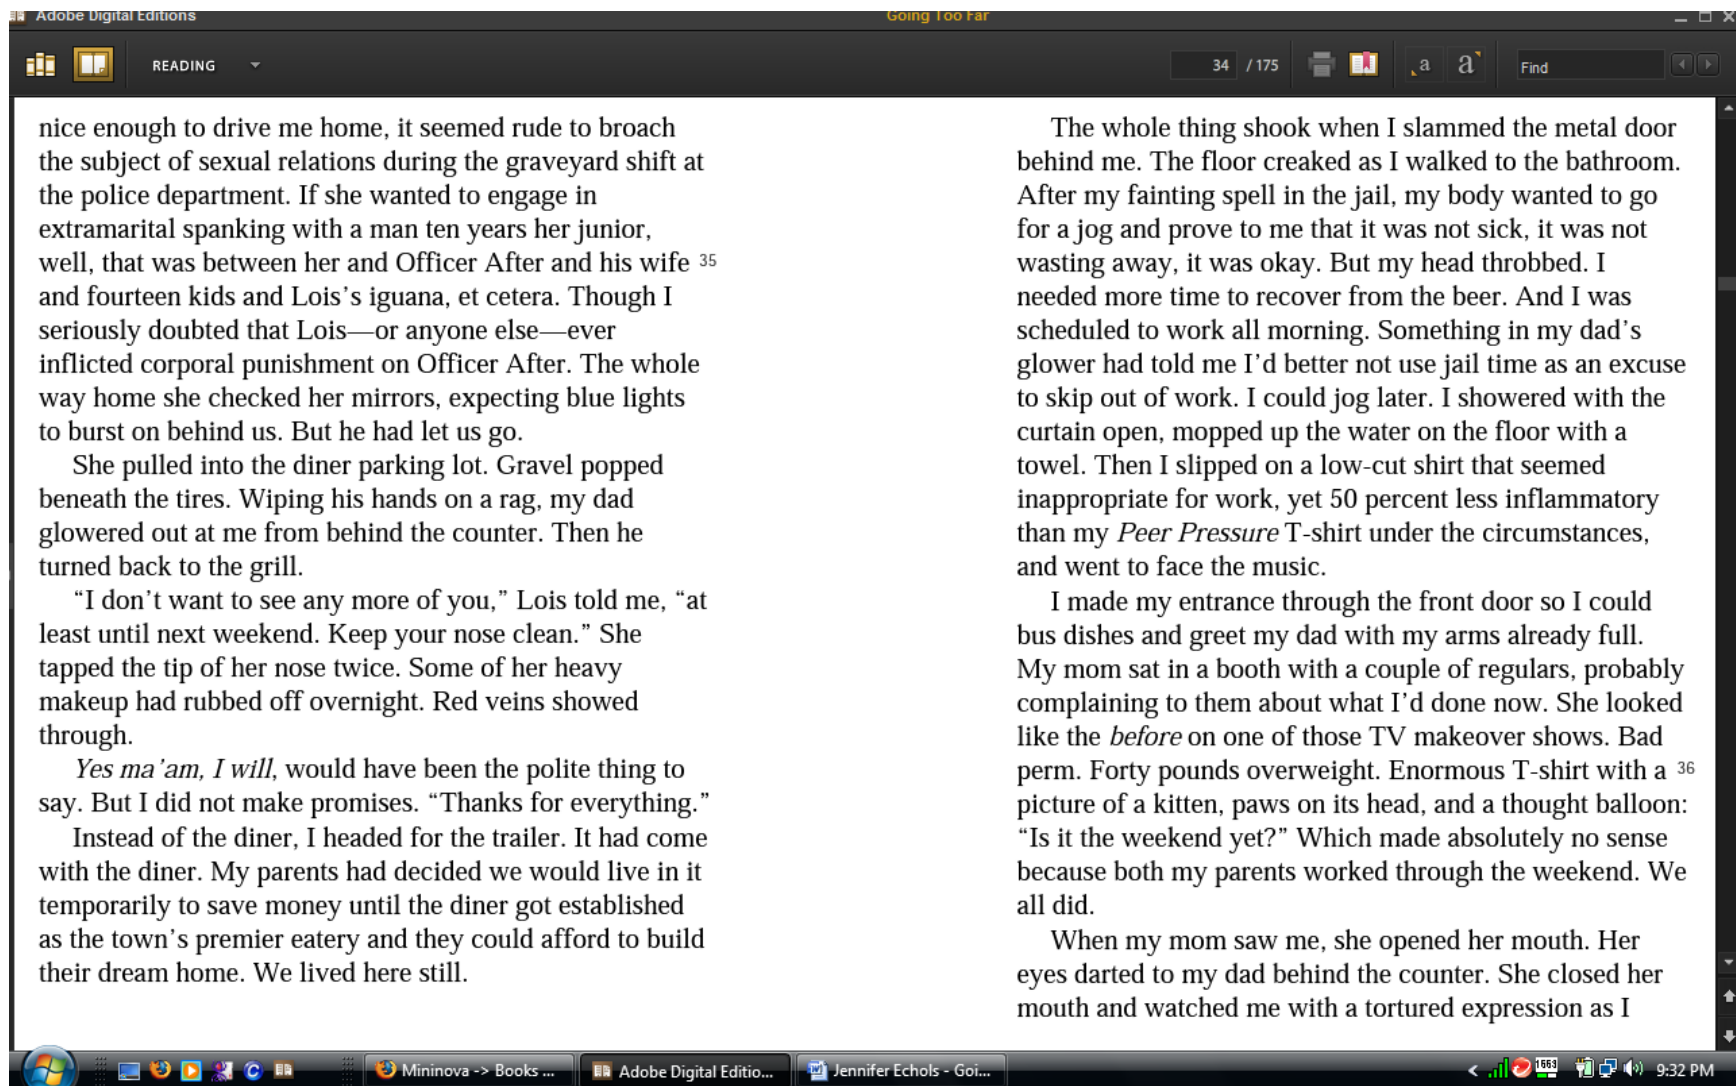 Adobe Digital Editions
Going Too Far
READING
34 / 175
a
a
Find
nice enough to drive me home, it seemed rude to broach
the subject of sexual relations during the graveyard shift at
the police department. If she wanted to engage in
extramarital spanking with a man ten years her junior,
well, that was between her and Officer After and his wife 35
and fourteen kids and Lois’s iguana, et cetera. Though I
seriously doubted that Lois—or anyone else—ever
inflicted corporal punishment on Officer After. The whole
way home she checked her mirrors, expecting blue lights
to burst on behind us. But he had let us go.
She pulled into the diner parking lot. Gravel popped
beneath the tires. Wiping his hands on a rag, my dad
glowered out at me from behind the counter. Then he
turned back to the grill.
“I don’t want to see any more of you,” Lois told me, “at
least until next weekend. Keep your nose clean.” She
tapped the tip of her nose twice. Some of her heavy
makeup had rubbed off overnight. Red veins showed
through.
Yes ma’am, I will, would have been the polite thing to
say. But I did not make promises. “Thanks for everything.”
Instead of the diner, I headed for the trailer. It had come
with the diner. My parents had decided we would live in it
temporarily to save money until the diner got established
as the town’s premier eatery and they could afford to build
their dream home. We lived here still.
The whole thing shook when I slammed the metal door
behind me. The floor creaked as I walked to the bathroom.
After my fainting spell in the jail, my body wanted to go
for a jog and prove to me that it was not sick, it was not
wasting away, it was okay. But my head throbbed. I
needed more time to recover from the beer. And I was
scheduled to work all morning. Something in my dad’s
glower had told me I’d better not use jail time as an excuse
to skip out of work. I could jog later. I showered with the
curtain open, mopped up the water on the floor with a
towel. Then I slipped on a low-cut shirt that seemed
inappropriate for work, yet 50 percent less inflammatory
than my Peer Pressure T-shirt under the circumstances,
and went to face the music.
I made my entrance through the front door so I could
bus dishes and greet my dad with my arms already full.
My mom sat in a booth with a couple of regulars, probably
complaining to them about what I’d done now. She looked
like the before on one of those TV makeover shows. Bad
perm. Forty pounds overweight. Enormous T-shirt with a 36
picture of a kitten, paws on its head, and a thought balloon:
“Is it the weekend yet?” Which made absolutely no sense
because both my parents worked through the weekend. We
all did.
When my mom saw me, she opened her mouth. Her
eyes darted to my dad behind the counter. She closed her
mouth and watched me with a tortured expression as I
Mininova -> Books ...
Adobe Digital Editio...
Jennifer Echols - Goi...
1553
9:32 PM